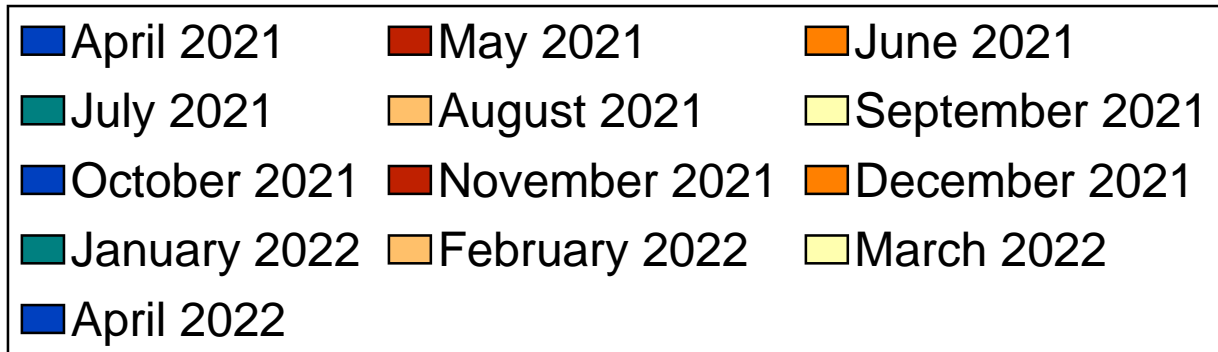 April 2021 May 2021 June 2021
July 2021 August 2021 September 2021
October 2021 November 2021 December 2021
January 2022 February 2022 March 2022
April 2022